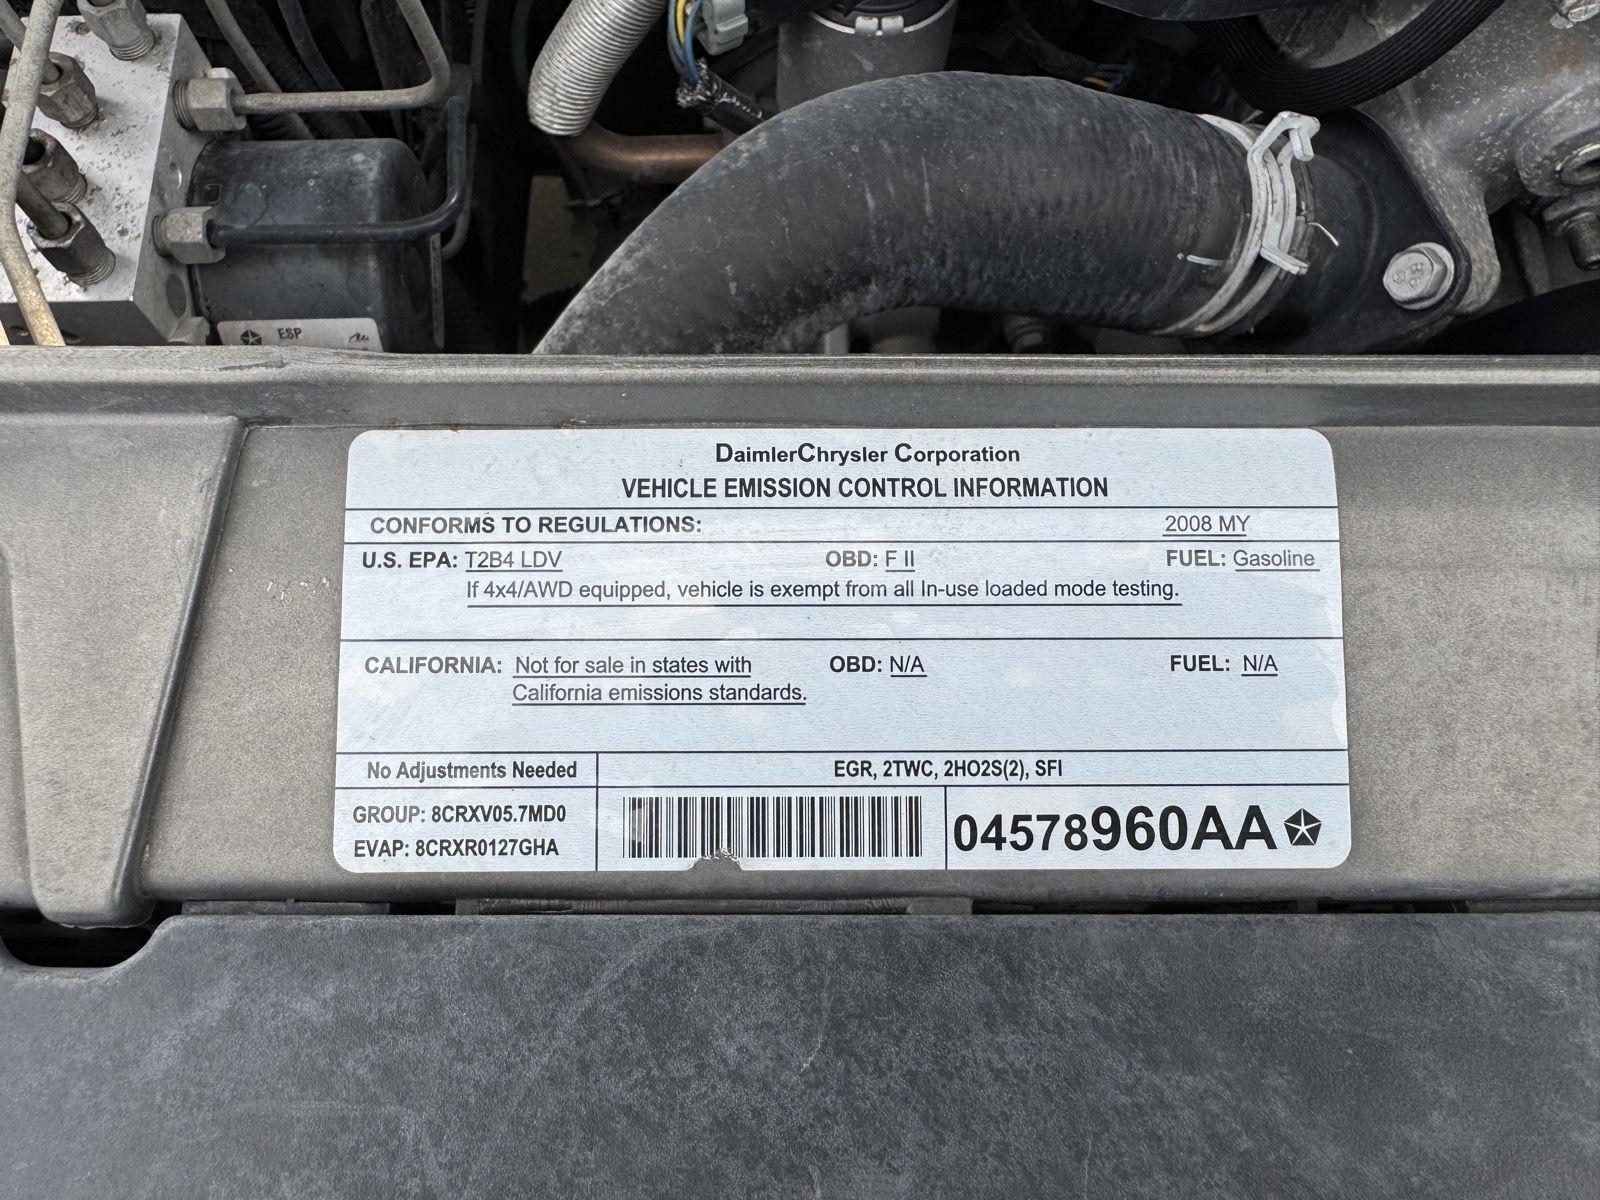 ESP
DaimlerChrysler Corporation
VEHICLE EMISSION CONTROL INFORMATION
CONFORMS TO REGULATIONS: 2008 MY
U.S. EPA: T2B4 LDV OBD: F II FUEL: Gasoline
If 4x4/AWD equipped, vehicle is exempt from all In-use loaded mode testing.
CALIFORNIA: Not for sale in states with OBD: N/A FUEL: N/A
California emissions standards.
No Adjustments Needed EGR, 2TWC, 2HO2S(2), SFI
GROUP: 8CRXV05.7MD0
EVAP: 8CRXR0127GHA
04578960AA